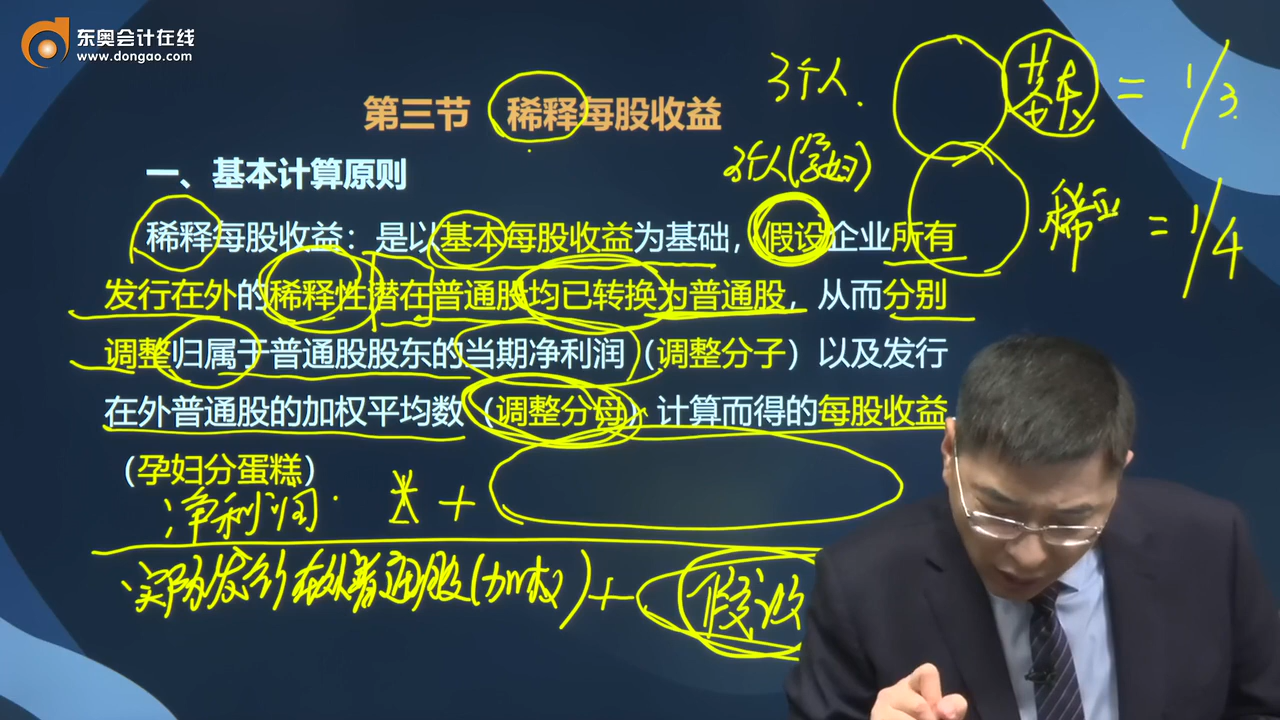 东奥会计在线
www.dongao.com
第三节 稀释每股收益
3个人
基本 = 1/3
一、基本计算原则
3个人(孕妇)
稀 = 1/4
稀释每股收益：是以基本每股收益为基础，假设企业所有
发行在外的稀释性潜在普通股均已转换为普通股，从而分别
调整归属于普通股股东的当期净利润（调整分子）以及发行
在外普通股的加权平均数（调整分母）计算而得的每股收益
（孕妇分蛋糕）
净利润 +
实际发行在外普通股(加权) + 假设